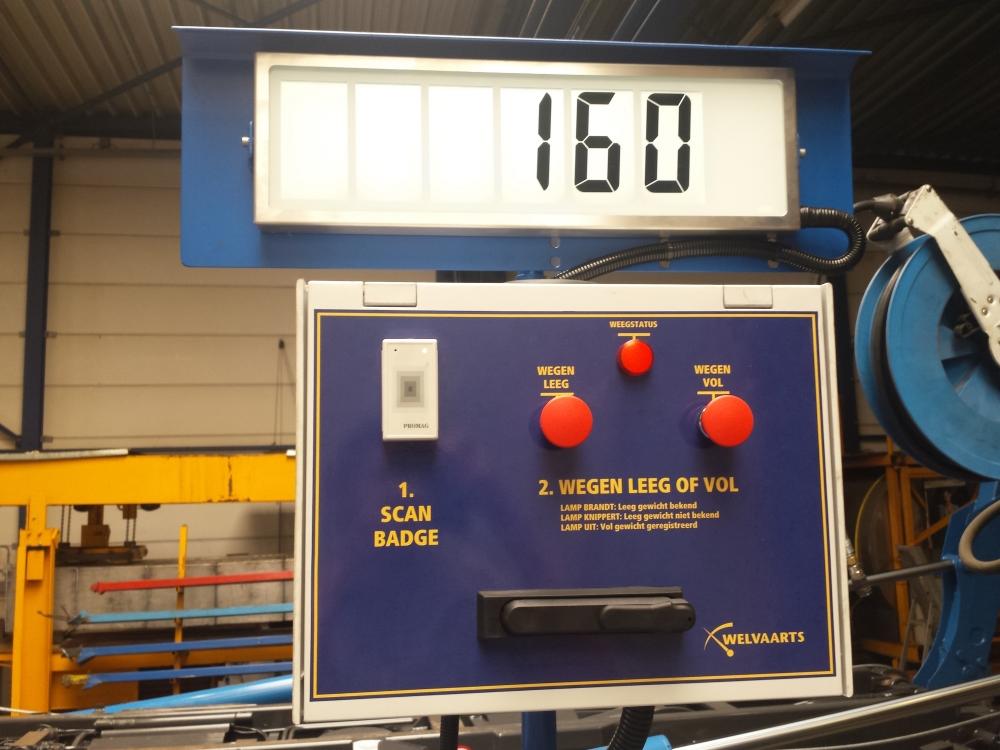 160
WEEGSTATUS
WEGEN
LEEG
WEGEN
VOL
PROMAG
1.
SCAN
BADGE
2. WEGEN LEEG OF VOL
LAMP BRANDT: Leeg gewicht bekend
LAMP KNIPPERT: Leeg gewicht niet bekend
LAMP UIT: Vol gewicht geregistreerd
WELVAARTS